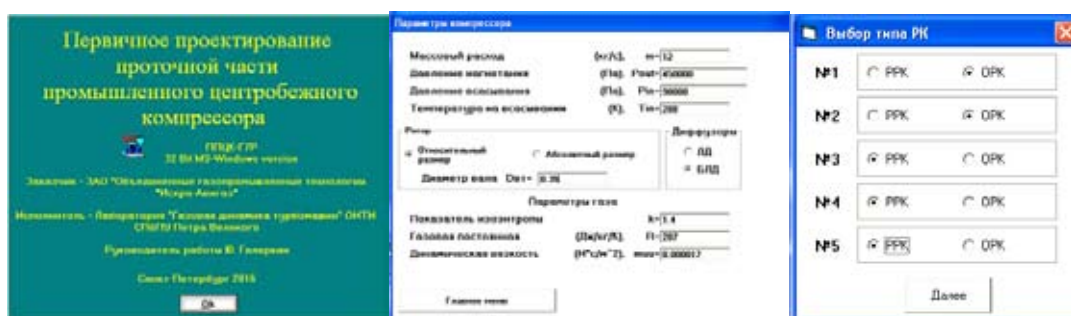 Первичное проектирование
проточной части
промышленного центробежного
компрессора
32 Bit MS-Windows version
Заказчик - ЗАО "Объединенные газопромышленные технологии
"Искра-Авигаз"
Исполнитель - Лаборатория "Газовая динамика турбомашин" ОНТИ
СПбПУ Петра Великого
Руководитель работы Ю. Галеркин
Санкт-Петербург 2015
Ok
Параметры компрессора
Массовый расход (кг/с), m= 12
Давление нагнетания (Па), Pout= 450000
Давление всасывания (Па), Pin= 98000
Температура на всасывании (К), Tin= 288
Ротор
Относительный размер
Абсолютный размер
Диаметр вала Dвт=
Диффузоры
ЛД
БЛД
Параметры газа
Показатель изоэнтропы k= 1.4
Газовая постоянная (Дж/кг/К), R= 287
Динамическая вязкость (Н*с/м^2), 0.000017
Главное меню
Выбор типа РК
№1 РРК ОРК
№2 РРК ОРК
№3 РРК ОРК
№4 РРК ОРК
№5 РРК ОРК
Далее